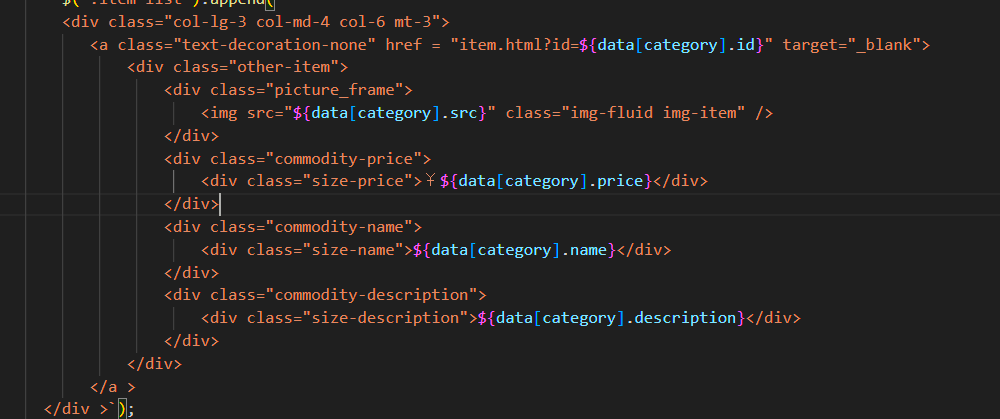 $(".item-list").append(`
<div class="col-lg-3 col-md-4 col-6 mt-3">
<a class="text-decoration-none" href = "item.html?id=${data[category].id}" target="_blank">
<div class="other-item">
<div class="picture_frame">
<img src="${data[category].src}" class="img-fluid img-item" />
</div>
<div class="commodity-price">
<div class="size-price">¥${data[category].price}</div>
</div>
<div class="commodity-name">
<div class="size-name">${data[category].name}</div>
</div>
<div class="commodity-description">
<div class="size-description">${data[category].description}</div>
</div>
</div>
</a >
</div >`);